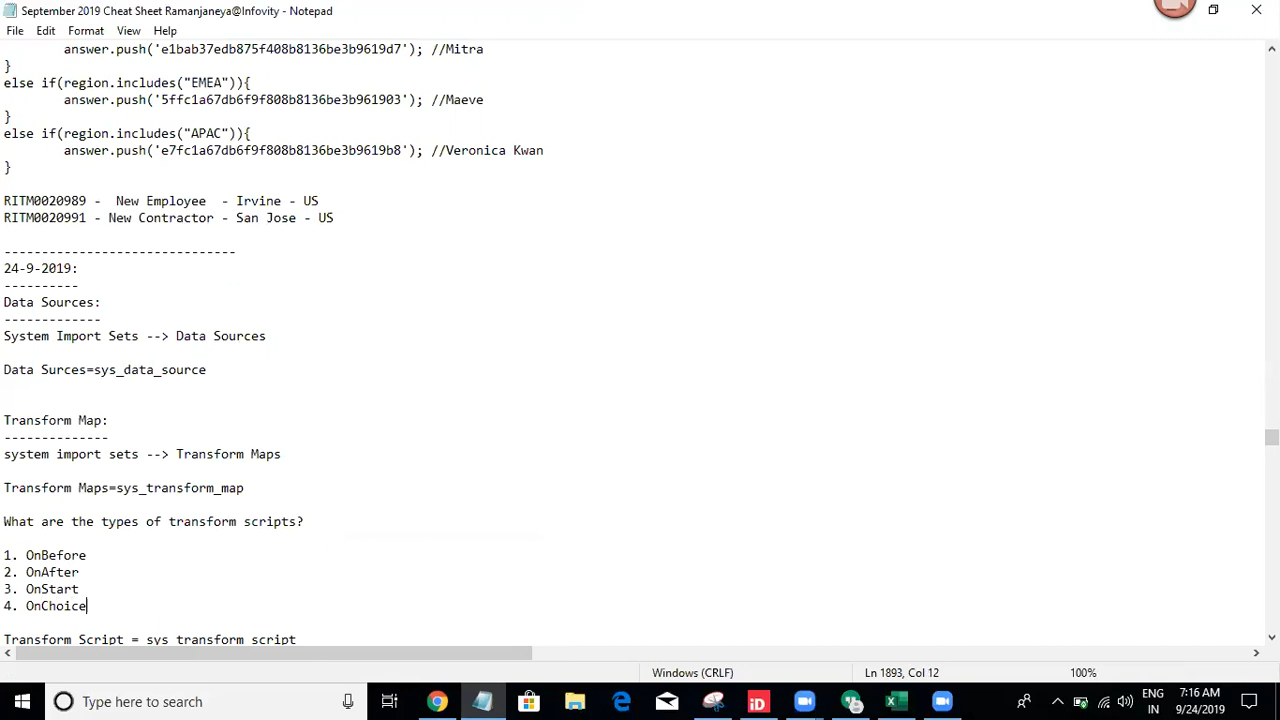 September 2019 Cheat Sheet Ramanjaneya@Infovity - Notepad
File Edit Format View Help
answer.push('e1bab37edb875f408b8136be3b9619d7'); //Mitra
}
else if(region.includes("EMEA")){
answer.push('5ffc1a67db6f9f808b8136be3b961903'); //Maeve
}
else if(region.includes("APAC")){
answer.push('e7fc1a67db6f9f808b8136be3b9619b8'); //Veronica Kwan
}
RITM0020989 - New Employee - Irvine - US
RITM0020991 - New Contractor - San Jose - US
-------------------------------
24-9-2019:
----------
Data Sources:
-------------
System Import Sets --> Data Sources
Data Surces=sys_data_source
Transform Map:
--------------
system import sets --> Transform Maps
Transform Maps=sys_transform_map
What are the types of transform scripts?
1. OnBefore
2. OnAfter
3. OnStart
4. OnChoice
Transform Script = sys_transform_script
Windows (CRLF) Ln 1893, Col 12 100%
Type here to search
ENG
IN
7:16 AM
9/24/2019